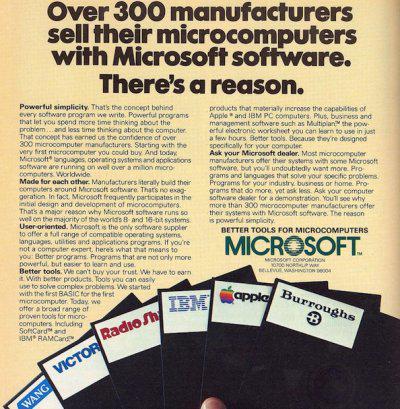 Over 300 manufacturers
sell their microcomputers
with Microsoft software.
There's a reason.
Powerful simplicity. That's the concept behind
every software program we write. Powerful programs
that let you spend more time thinking about the
problem...and less time thinking about the computer.
That concept has earned us the confidence of over
300 manufacturers. Starting with the
very first microcomputer you could buy. And today,
Microsoft® languages, operating systems and applications
software are running on well over a million micro-
computers. Worldwide.
Made for each other. Manufacturers literally build their
computers around Microsoft software. That's no exag-
geration. In fact, Microsoft frequently participates in the
initial design and development of microcomputers.
That's a major reason why Microsoft software runs so
well on the majority of the world's 8- and 16-bit systems.
User-oriented. Microsoft is the only software supplier
to offer a full range of compatible operating systems,
languages, utilities and applications programs. If you're
not a computer expert, here's what that means to
you: Better programs. Programs that are not only more
powerful, but easier to learn and use.
Better tools. We can't buy your trust. We have to earn
it. With better products. Tools you can easily
use to solve complex problems. We started
with the first BASIC for the first
microcomputer. Today, we
offer a broad range of
proven tools for micro-
computers. Including
SoftCard™ and
IBM® RAMCard™
products that materially increase the capabilities of
Apple® and IBM PC computers. Plus, business and
management software such as Multiplan,™ the pow-
erful electronic worksheet you can learn to use in just
a few hours. Better tools. Because they're designed
specifically for your computer.
Ask your Microsoft dealer. Most microcomputer
manufacturers offer their systems with some Microsoft
software, but you'll undoubtedly want more. Pro-
grams and languages that solve your specific problems.
Programs for your industry, business or home. Pro-
grams that do more, yet ask less. Ask your computer
software dealer for a demonstration. You'll see why
more than 300 microcomputer manufacturers offer
their systems with Microsoft software. The reason
is powerful simplicity.
BETTER TOOLS FOR MICROCOMPUTERS
MICROSOFT™
MICROSOFT CORPORATION
10700 NORTHUP WAY
BELLEVUE, WASHINGTON 98004
WANG
VICTOR
Radio Sh
IBM
apple
Burroughs